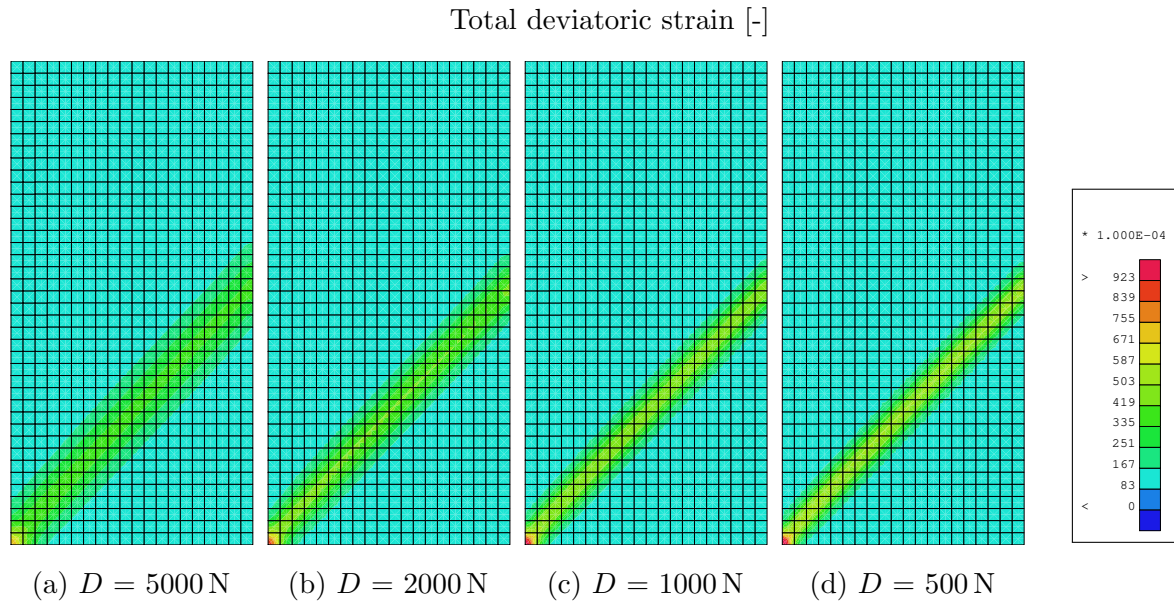 Total deviatoric strain [-]
* 1.000E-04
> 923
839
755
671
587
503
419
335
251
167
83
< 0
(a) D = 5000 N
(b) D = 2000 N
(c) D = 1000 N
(d) D = 500 N